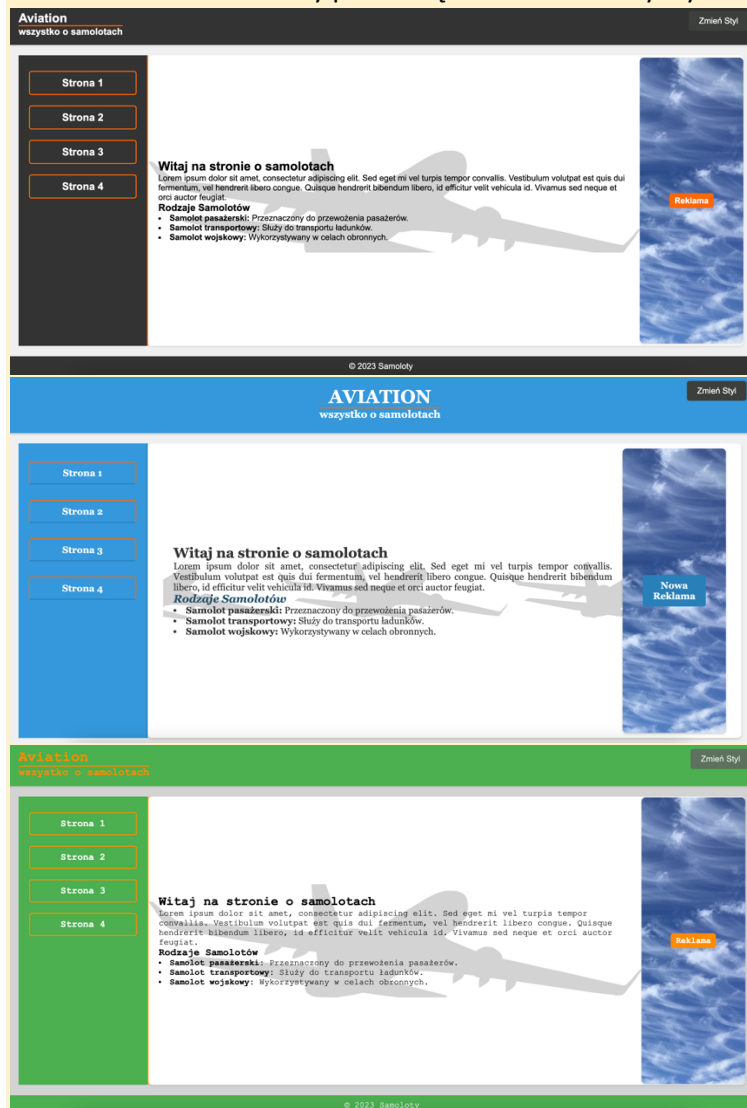 Aviation
wszystko o samolotach
Zmień Styl
Strona 1
Strona 2
Strona 3
Strona 4
Witaj na stronie o samolotach
Lorem ipsum dolor sit amet, consectetur adipiscing elit. Sed eget mi vel turpis tempor convallis. Vestibulum volutpat est quis dui
fermentum, vel hendrerit libero congue. Quisque hendrerit bibendum libero, id efficitur velit vehicula id. Vivamus sed neque et
orci auctor feugiat.
Rodzaje Samolotów
• Samolot pasażerski: Przeznaczony do przewożenia pasażerów.
• Samolot transportowy: Służy do transportu ładunków.
• Samolot wojskowy: Wykorzystywany w celach obronnych.
Reklama
© 2023 Samoloty
AVIATION
wszystko o samolotach
Zmień Styl
Strona 1
Strona 2
Strona 3
Strona 4
Witaj na stronie o samolotach
Lorem ipsum dolor sit amet, consectetur adipiscing elit. Sed eget mi vel turpis tempor convallis.
Vestibulum volutpat est quis dui fermentum, vel hendrerit libero congue. Quisque hendrerit bibendum
libero, id efficitur velit vehicula id. Vivamus sed neque et orci auctor feugiat.
Rodzaje Samolotów
• Samolot pasażerski: Przeznaczony do przewożenia pasażerów.
• Samolot transportowy: Służy do transportu ładunków.
• Samolot wojskowy: Wykorzystywany w celach obronnych.
Nowa
Reklama
Aviation
wszystko o samolotach
Zmień Styl
Strona 1
Strona 2
Strona 3
Strona 4
Witaj na stronie o samolotach
Lorem ipsum dolor sit amet, consectetur adipiscing elit. Sed eget mi vel turpis tempor
convallis. Vestibulum volutpat est quis dui fermentum, vel hendrerit libero congue. Quisque
hendrerit bibendum libero, id efficitur velit vehicula id. Vivamus sed neque et orci auctor
feugiat.
Rodzaje Samolotów
• Samolot pasażerski: Przeznaczony do przewożenia pasażerów.
• Samolot transportowy: Służy do transportu ładunków.
• Samolot wojskowy: Wykorzystywany w celach obronnych.
Reklama
© 2023 Samoloty